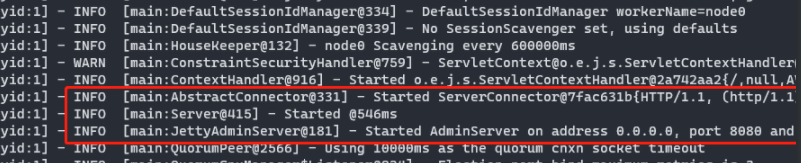 yid:1] - INFO [main:DefaultSessionIdManager@334] - DefaultSessionIdManager workerName=node0
yid:1] - INFO [main:DefaultSessionIdManager@339] - No SessionScavenger set, using defaults
yid:1] - INFO [main:HouseKeeper@132] - node0 Scavenging every 600000ms
yid:1] - WARN [main:ConstraintSecurityHandler@759] - ServletContext@o.e.j.s.ServletContextHandler
yid:1] - INFO [main:ContextHandler@916] - Started o.e.j.s.ServletContextHandler@2a742aa2{/,null,A
yid:1] - INFO [main:AbstractConnector@331] - Started ServerConnector@7fac631b{HTTP/1.1, (http/1.1
yid:1] - INFO [main:Server@415] - Started @546ms
yid:1] - INFO [main:JettyAdminServer@181] - Started AdminServer on address 0.0.0.0, port 8080 and
yid:1] - INFO [main:QuorumPeer@2566] - Using 10000ms as the quorum cnxn socket timeout